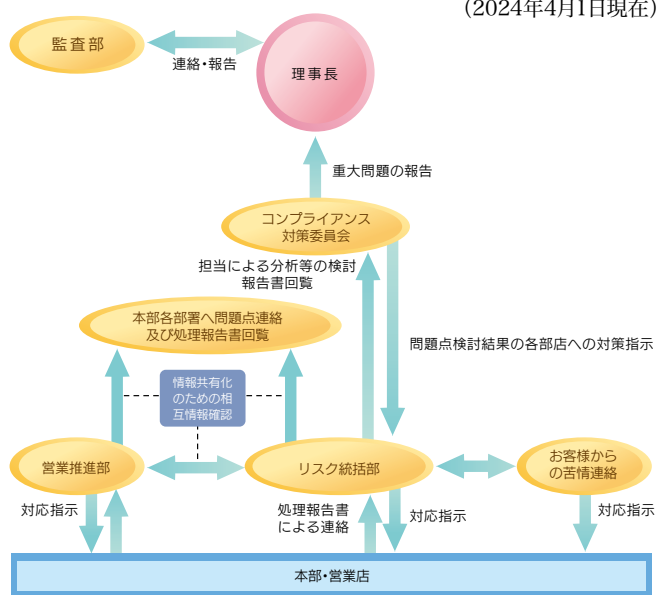 (2024年4月1日現在)
監査部
連絡・報告
理事長
重大問題の報告
コンプライアンス
対策委員会
担当による分析等の検討
報告書回覧
本部各部署へ問題点連絡
及び処理報告書回覧
問題点検討結果の各部店への対策指示
情報共有化
のための相
互情報確認
営業推進部
リスク統括部
お客様から
の苦情連絡
対応指示
処理報告書
による連絡
対応指示
対応指示
本部・営業店